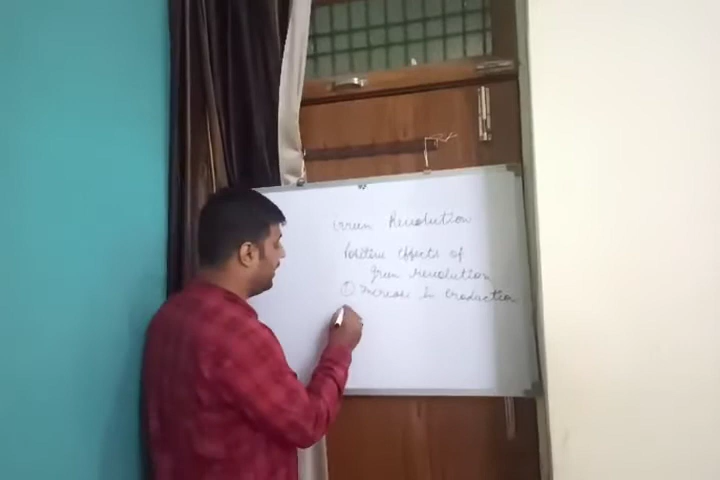 Green Revolution
Positive effects of
green revolution
① Increase in production